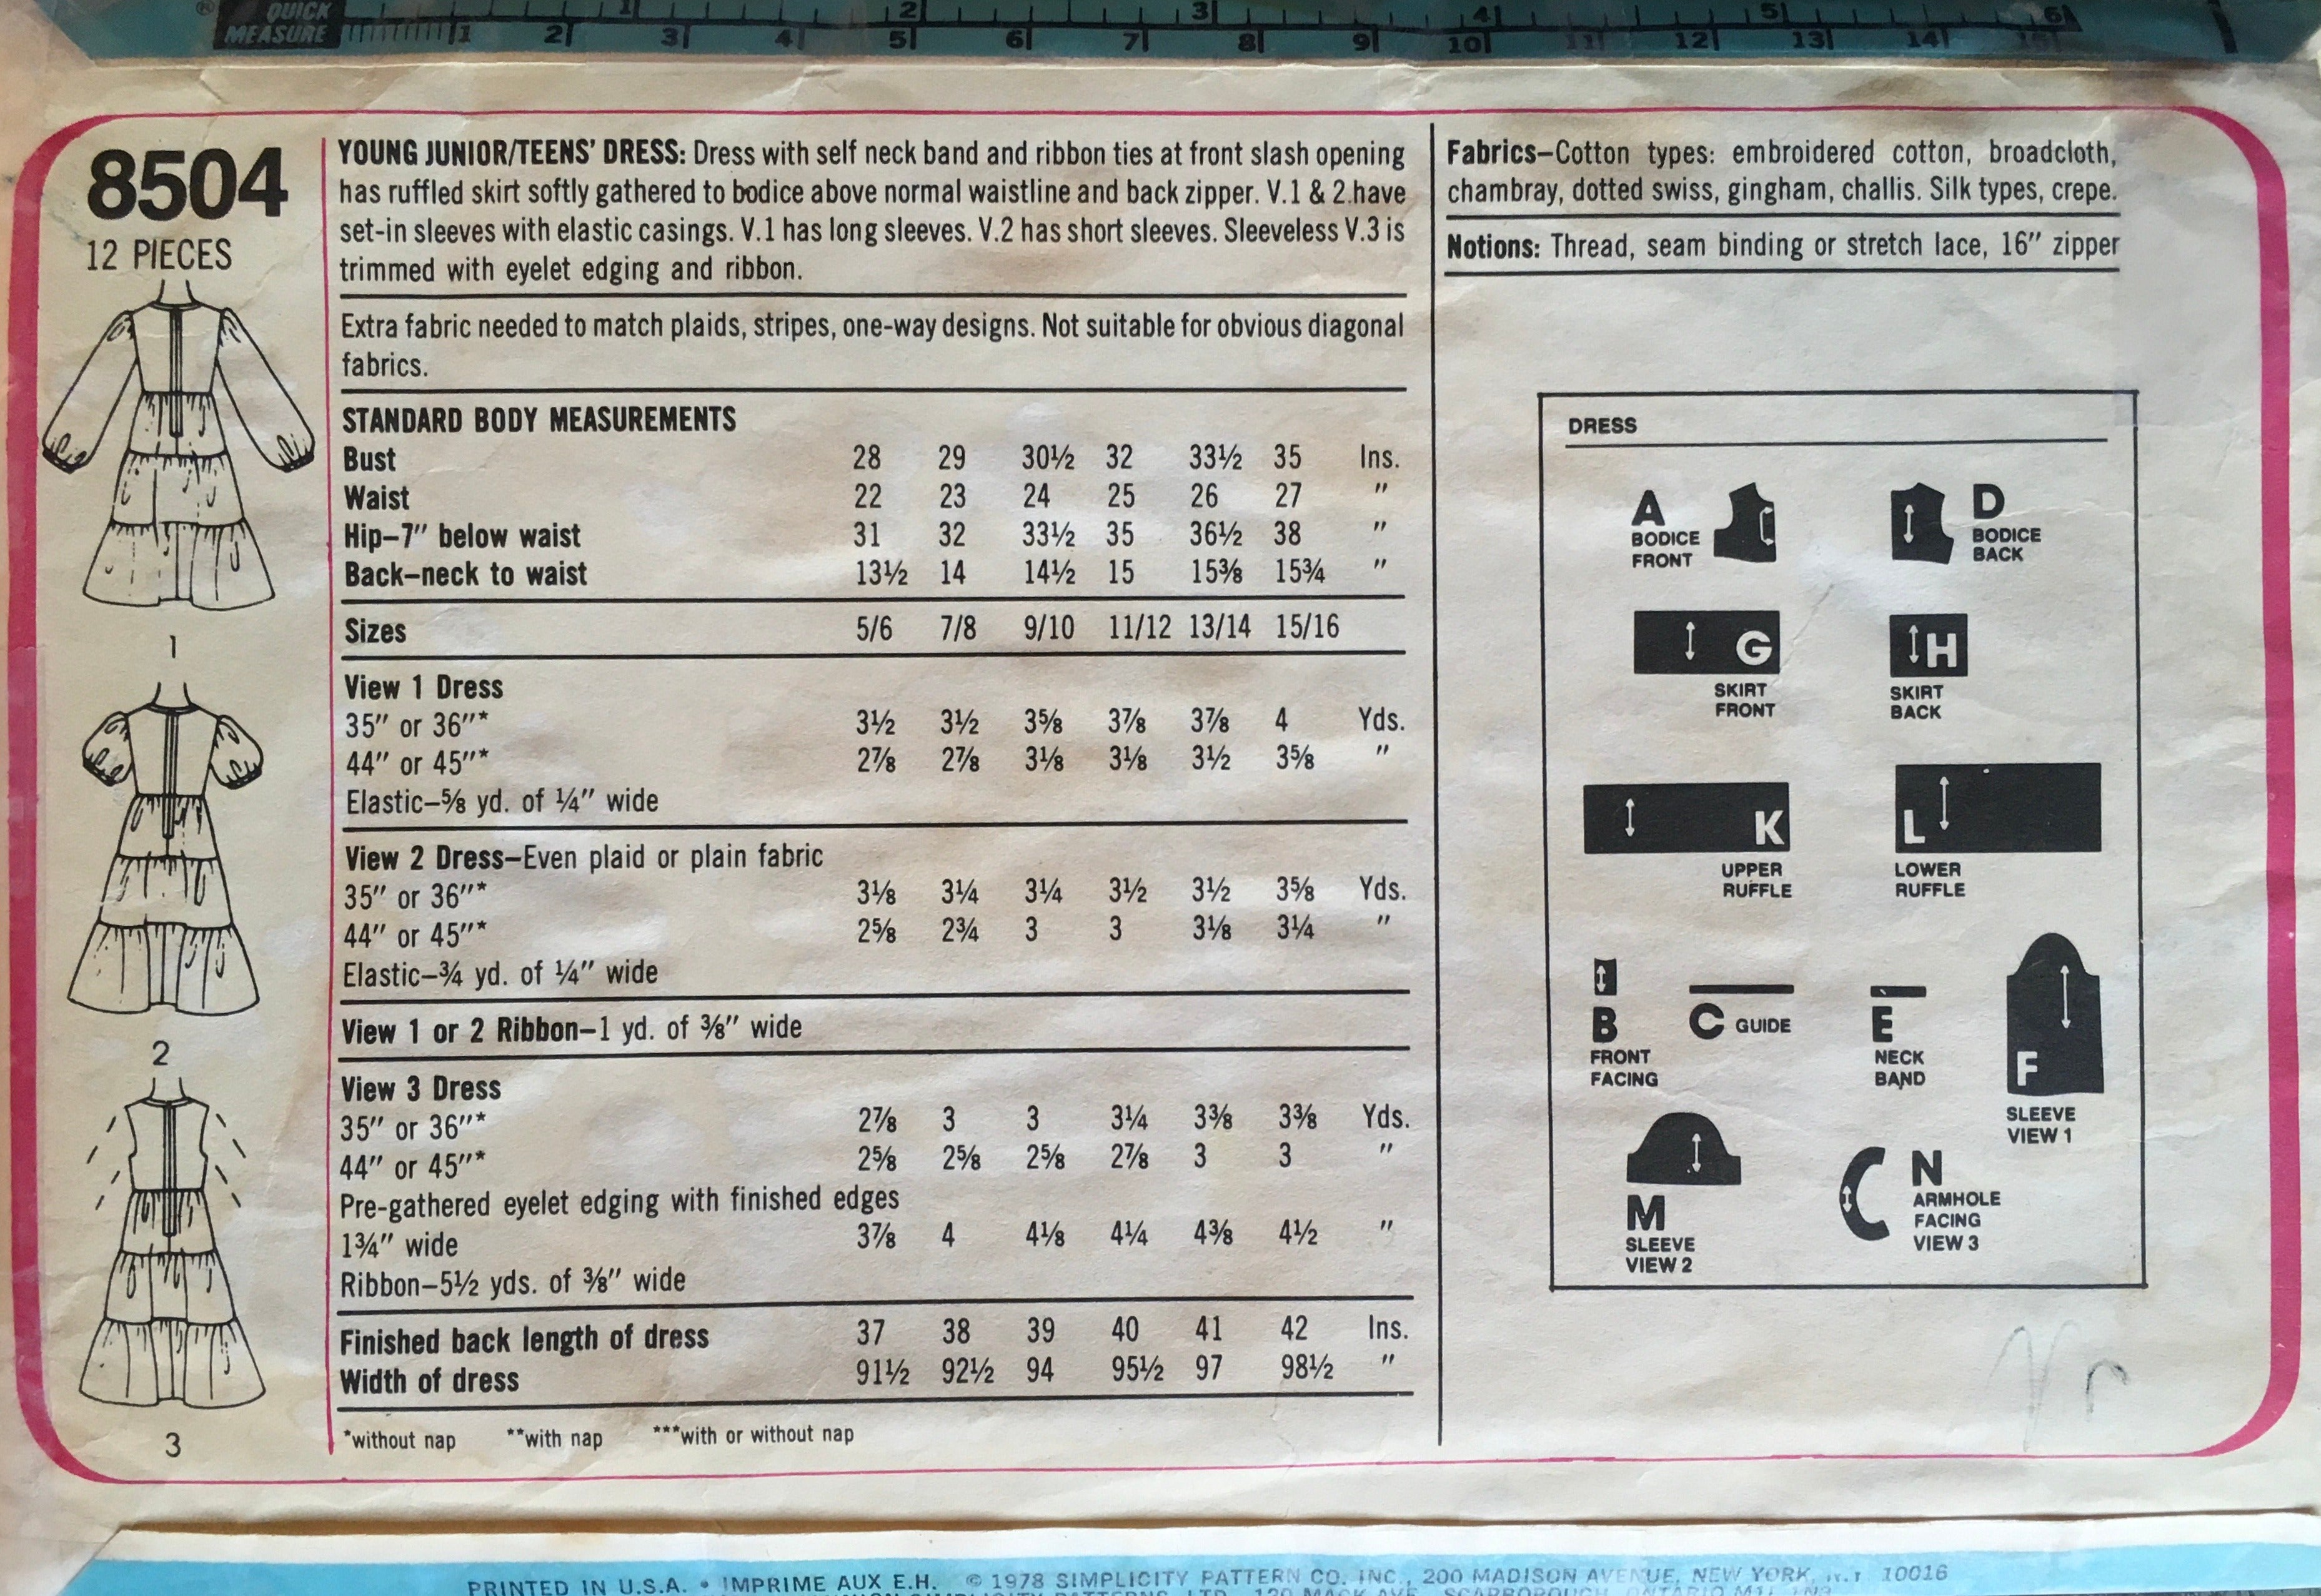 ® QUICK 1 2 3 4 5 6
MEASURE 1 2 3 4 5 6 7 8 9 10 11 12 13 14 15
8504
12 PIECES
1
2
3
YOUNG JUNIOR/TEENS' DRESS: Dress with self neck band and ribbon ties at front slash opening
has ruffled skirt softly gathered to bodice above normal waistline and back zipper. V.1 & 2 have
set-in sleeves with elastic casings. V.1 has long sleeves. V.2 has short sleeves. Sleeveless V.3 is
trimmed with eyelet edging and ribbon.
Extra fabric needed to match plaids, stripes, one-way designs. Not suitable for obvious diagonal
fabrics.
STANDARD BODY MEASUREMENTS
Bust 28 29 30½ 32 33½ 35 Ins.
Waist 22 23 24 25 26 27 "
Hip–7" below waist 31 32 33½ 35 36½ 38 "
Back–neck to waist 13½ 14 14½ 15 15⅜ 15¾ "
Sizes 5/6 7/8 9/10 11/12 13/14 15/16
View 1 Dress
35" or 36"* 3½ 3½ 3⅝ 3⅞ 3⅞ 4 Yds.
44" or 45"* 2⅞ 2⅞ 3⅛ 3⅛ 3½ 3⅝ "
Elastic–⅝ yd. of ¼" wide
View 2 Dress–Even plaid or plain fabric
35" or 36"* 3⅛ 3¼ 3¼ 3½ 3½ 3⅝ Yds.
44" or 45"* 2⅝ 2¾ 3 3 3⅛ 3¼ "
Elastic–¾ yd. of ¼" wide
View 1 or 2 Ribbon–1 yd. of ⅜" wide
View 3 Dress
35" or 36"* 2⅞ 3 3 3¼ 3⅜ 3⅜ Yds.
44" or 45"* 2⅝ 2⅝ 2⅝ 2⅞ 3 3 "
Pre-gathered eyelet edging with finished edges
1¾" wide 3⅞ 4 4⅛ 4¼ 4⅜ 4½ "
Ribbon–5½ yds. of ⅜" wide
Finished back length of dress 37 38 39 40 41 42 Ins.
Width of dress 91½ 92½ 94 95½ 97 98½ "
*without nap **with nap ***with or without nap
Fabrics–Cotton types: embroidered cotton, broadcloth,
chambray, dotted swiss, gingham, challis. Silk types, crepe.
Notions: Thread, seam binding or stretch lace, 16" zipper
DRESS
A
BODICE
FRONT
D
BODICE
BACK
G
SKIRT
FRONT
H
SKIRT
BACK
K
UPPER
RUFFLE
L
LOWER
RUFFLE
B
FRONT
FACING
C GUIDE
E
NECK
BAND
F
SLEEVE
VIEW 1
M
SLEEVE
VIEW 2
N
ARMHOLE
FACING
VIEW 3
PRINTED IN U.S.A. • IMPRIME AUX E.H. © 1978 SIMPLICITY PATTERN CO. INC., 200 MADISON AVENUE, NEW YORK, N.Y. 10016